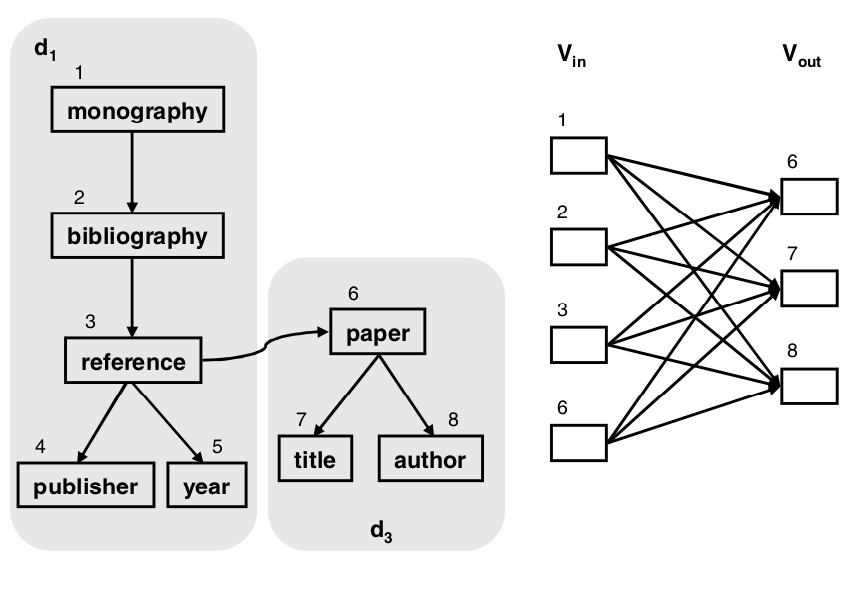 d1
1
monography
2
bibliography
3
reference
4
publisher
5
year
6
paper
7
title
8
author
d3
Vin
Vout
1
2
3
6
6
7
8